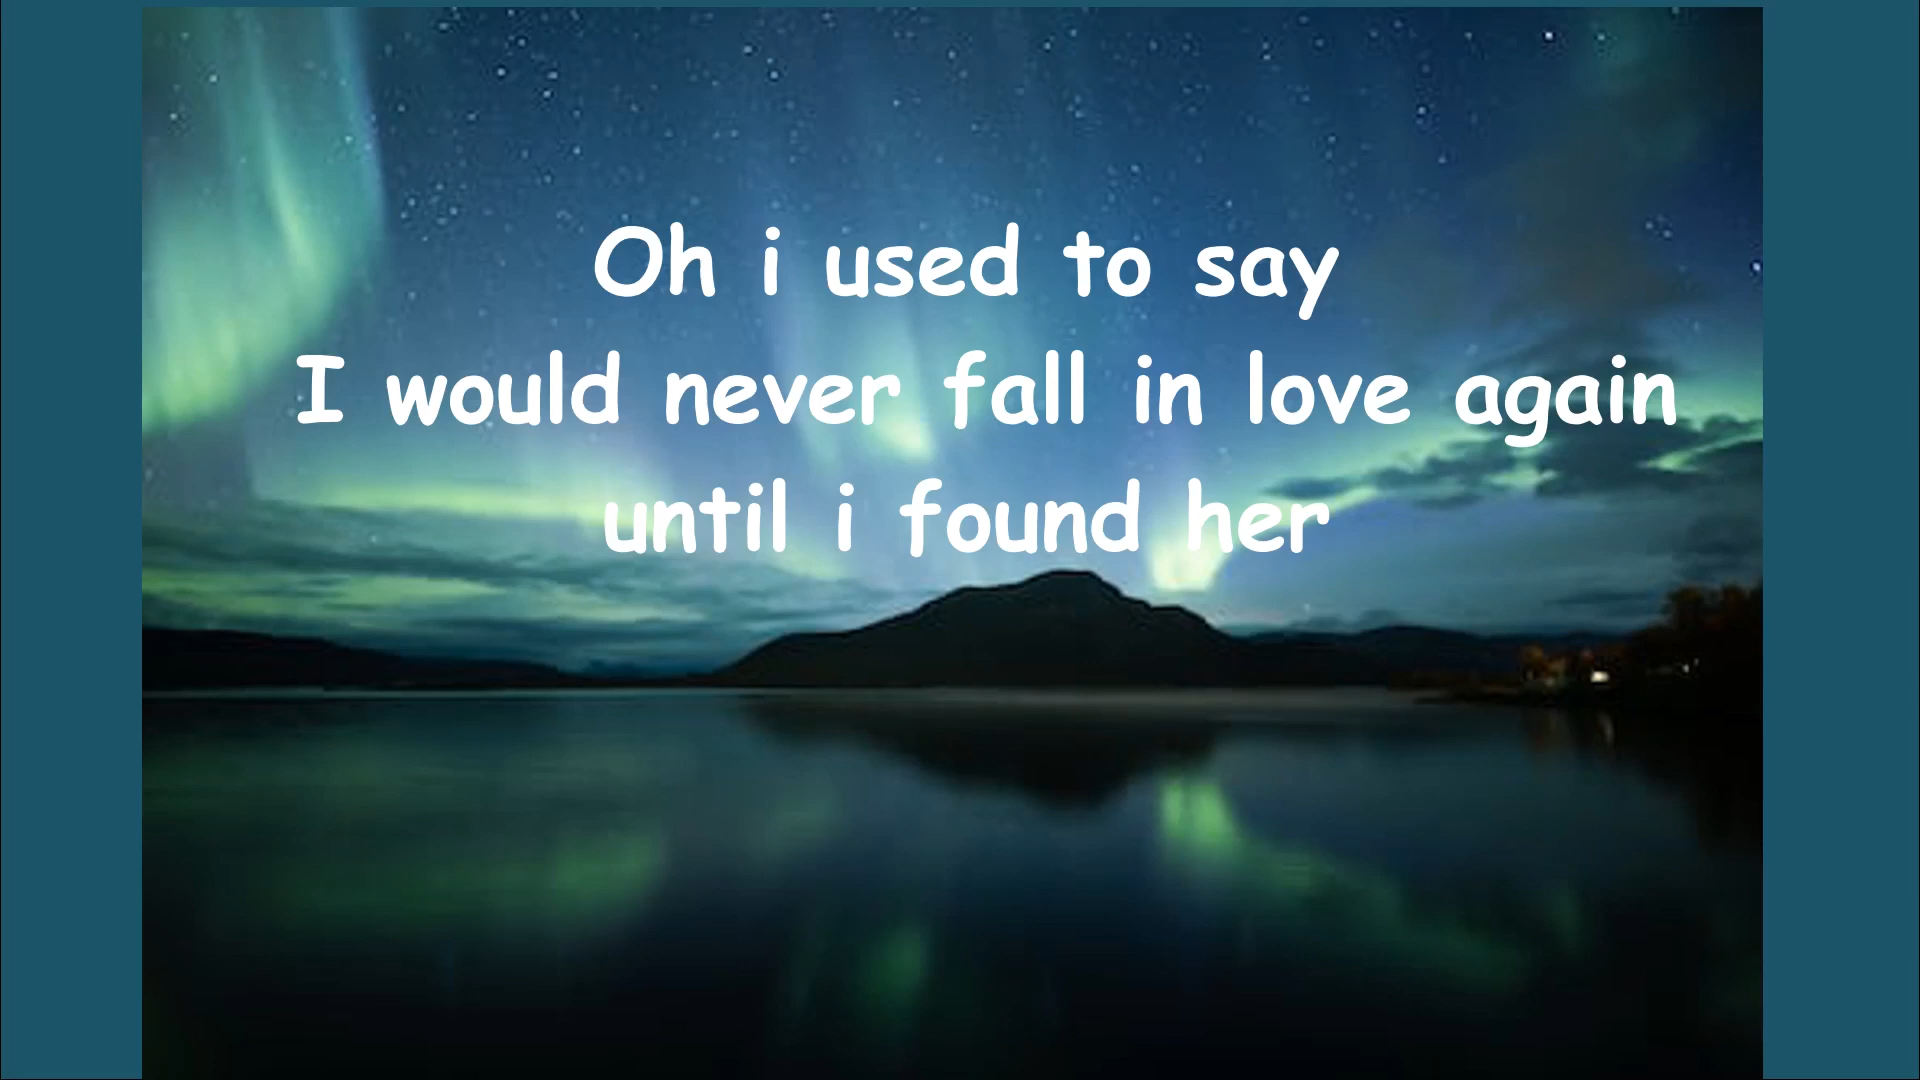 Oh i used to say
I would never fall in love again
until i found her